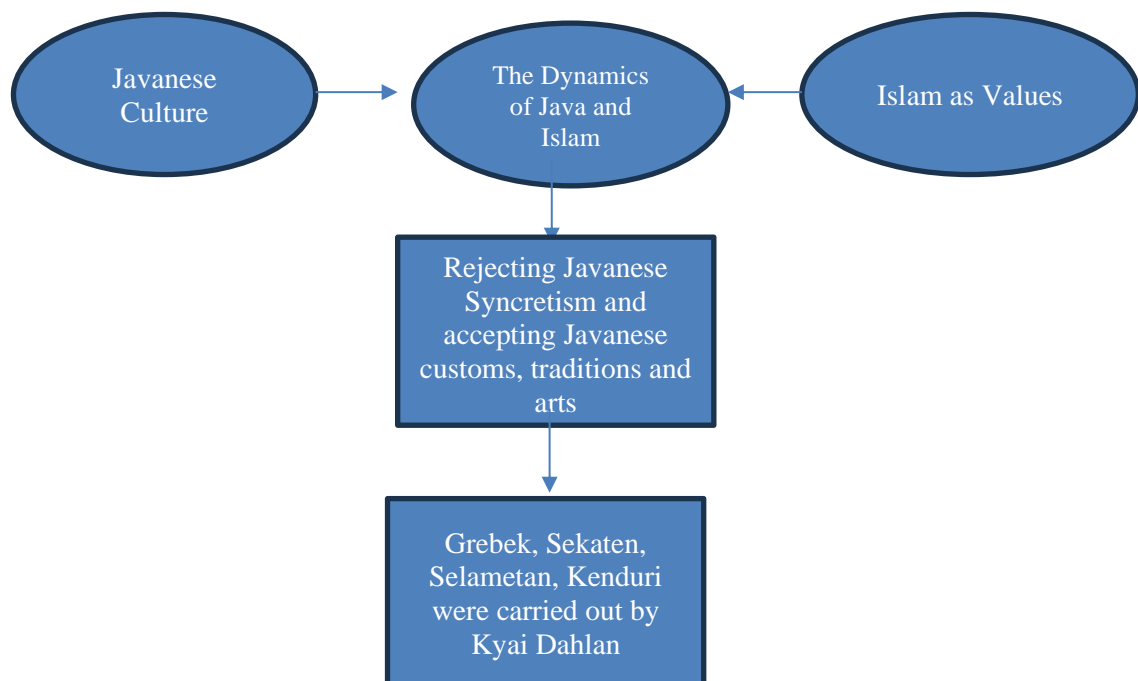 Javanese
Culture
The Dynamics
of Java and
Islam
Islam as Values
Rejecting Javanese
Syncretism and
accepting Javanese
customs, traditions and
arts
Grebek, Sekaten,
Selametan, Kenduri
were carried out by
Kyai Dahlan